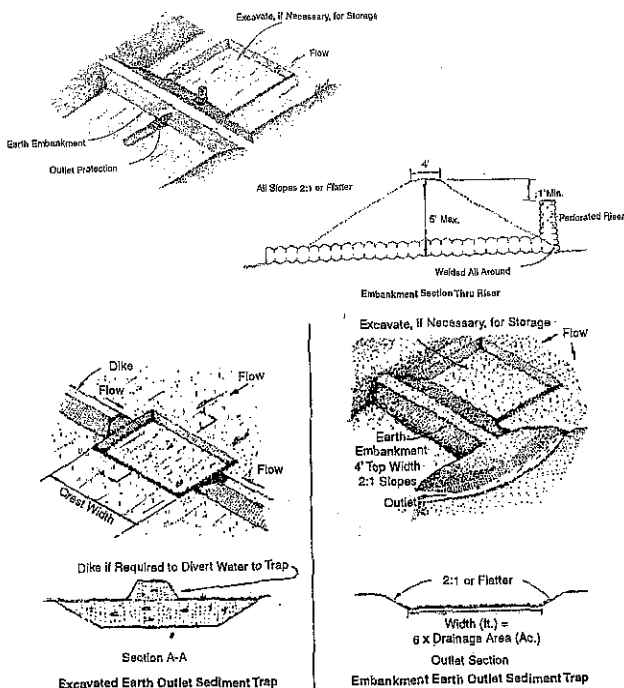 Excavate, if Necessary, for Storage
Flow
Earth Embankment
Outlet Protection
4'
All Slopes 2:1 or Flatter
1' Min.
5' Max.
Perforated Riser
Welded All Around
Embankment Section Thru Riser
Dike
Flow
Flow
Flow
Crest Width
Dike if Required to Divert Water to Trap
Section A-A
Excavated Earth Outlet Sediment Trap
Excavate, if Necessary, for Storage
Flow
Earth
Embankment
4' Top Width
2:1 Slopes
Outlet
2:1 or Flatter
Width (ft.) =
6 x Drainage Area (Ac.)
Outlet Section
Embankment Earth Outlet Sediment Trap